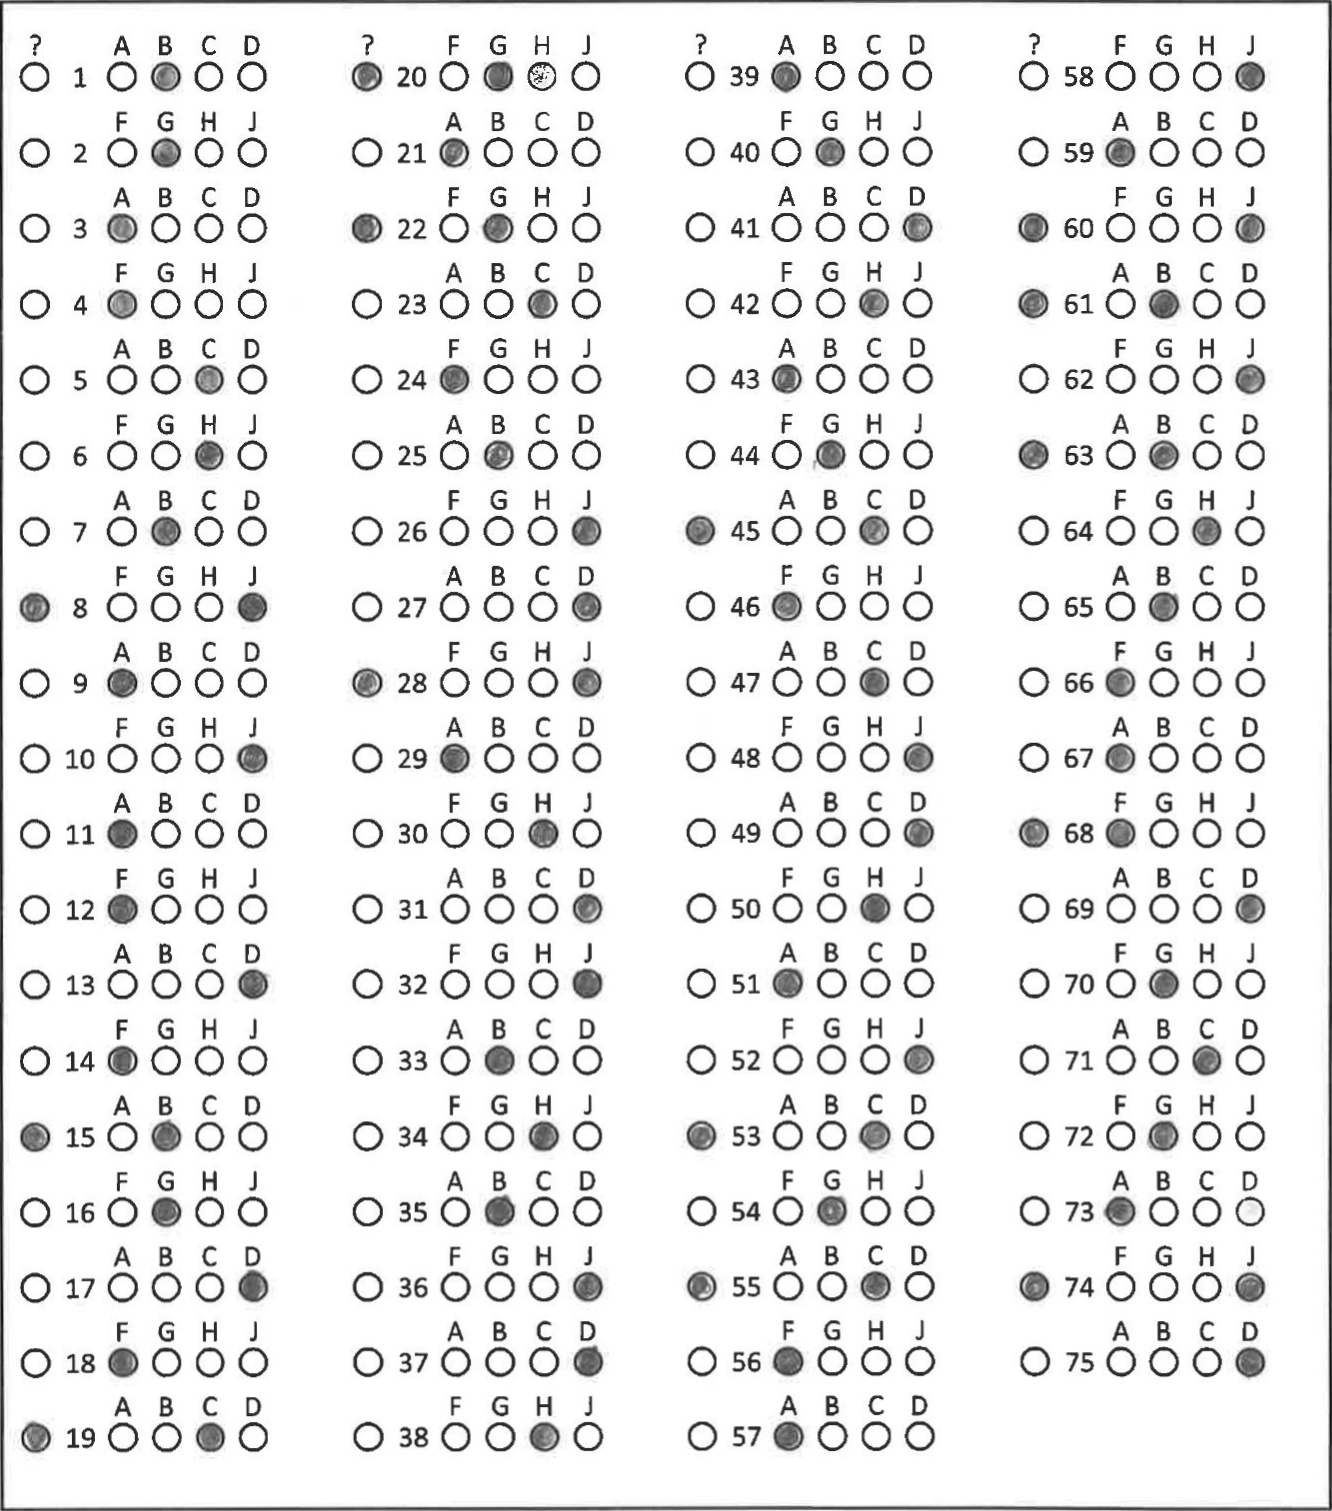 ? A B C D
1
F G H J
2
A B C D
3
F G H J
4
A B C D
5
F G H J
6
A B C D
7
F G H J
8
A B C D
9
F G H J
10
A B C D
11
F G H J
12
A B C D
13
F G H J
14
A B C D
15
F G H J
16
A B C D
17
F G H J
18
A B C D
19
? F G H J
20
A B C D
21
F G H J
22
A B C D
23
F G H J
24
A B C D
25
F G H J
26
A B C D
27
F G H J
28
A B C D
29
F G H J
30
A B C D
31
F G H J
32
A B C D
33
F G H J
34
A B C D
35
F G H J
36
A B C D
37
F G H J
38
? A B C D
39
F G H J
40
A B C D
41
F G H J
42
A B C D
43
F G H J
44
A B C D
45
F G H J
46
A B C D
47
F G H J
48
A B C D
49
F G H J
50
A B C D
51
F G H J
52
A B C D
53
F G H J
54
A B C D
55
F G H J
56
A B C D
57
? F G H J
58
A B C D
59
F G H J
60
A B C D
61
F G H J
62
A B C D
63
F G H J
64
A B C D
65
F G H J
66
A B C D
67
F G H J
68
A B C D
69
F G H J
70
A B C D
71
F G H J
72
A B C D
73
F G H J
74
A B C D
75